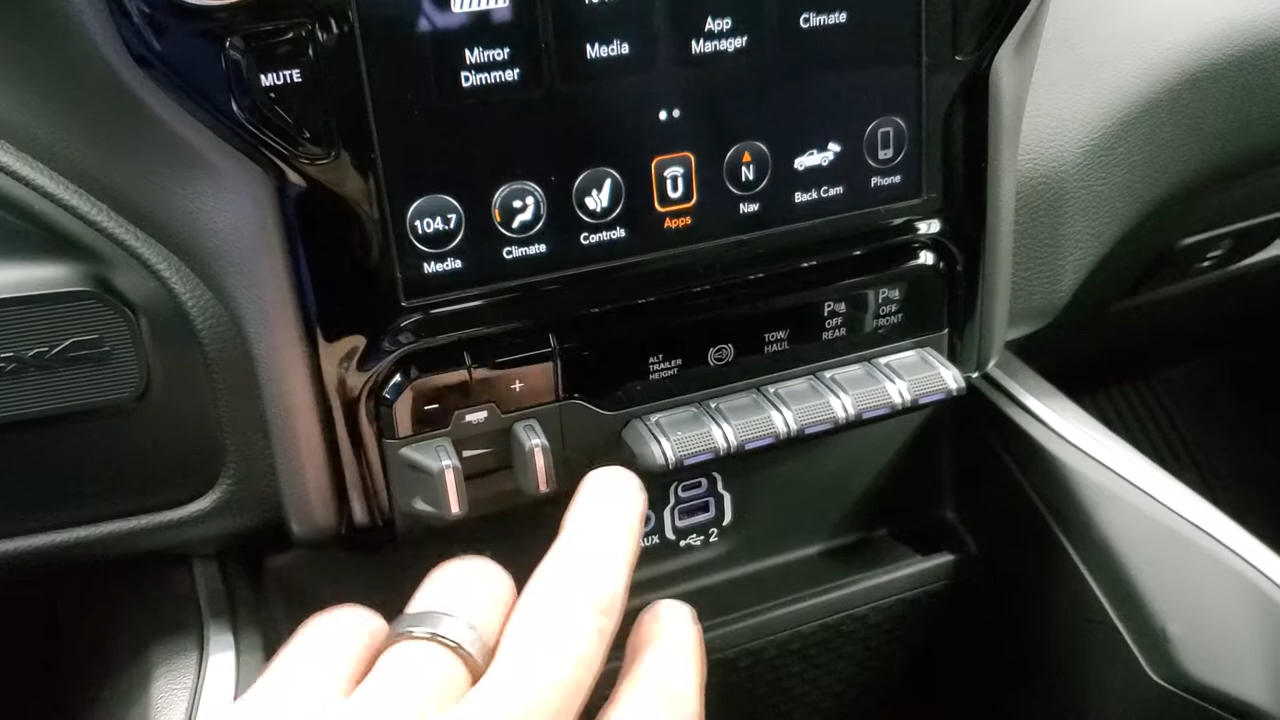 MUTE
Mirror
Dimmer
Media
App
Manager
Climate
104.7
Media
Climate
Controls
Apps
N
Nav
Back Cam
Phone
- +
ALT
TRAILER
HEIGHT
TOW/
HAUL
P
OFF
REAR
P
OFF
FRONT
AUX
2